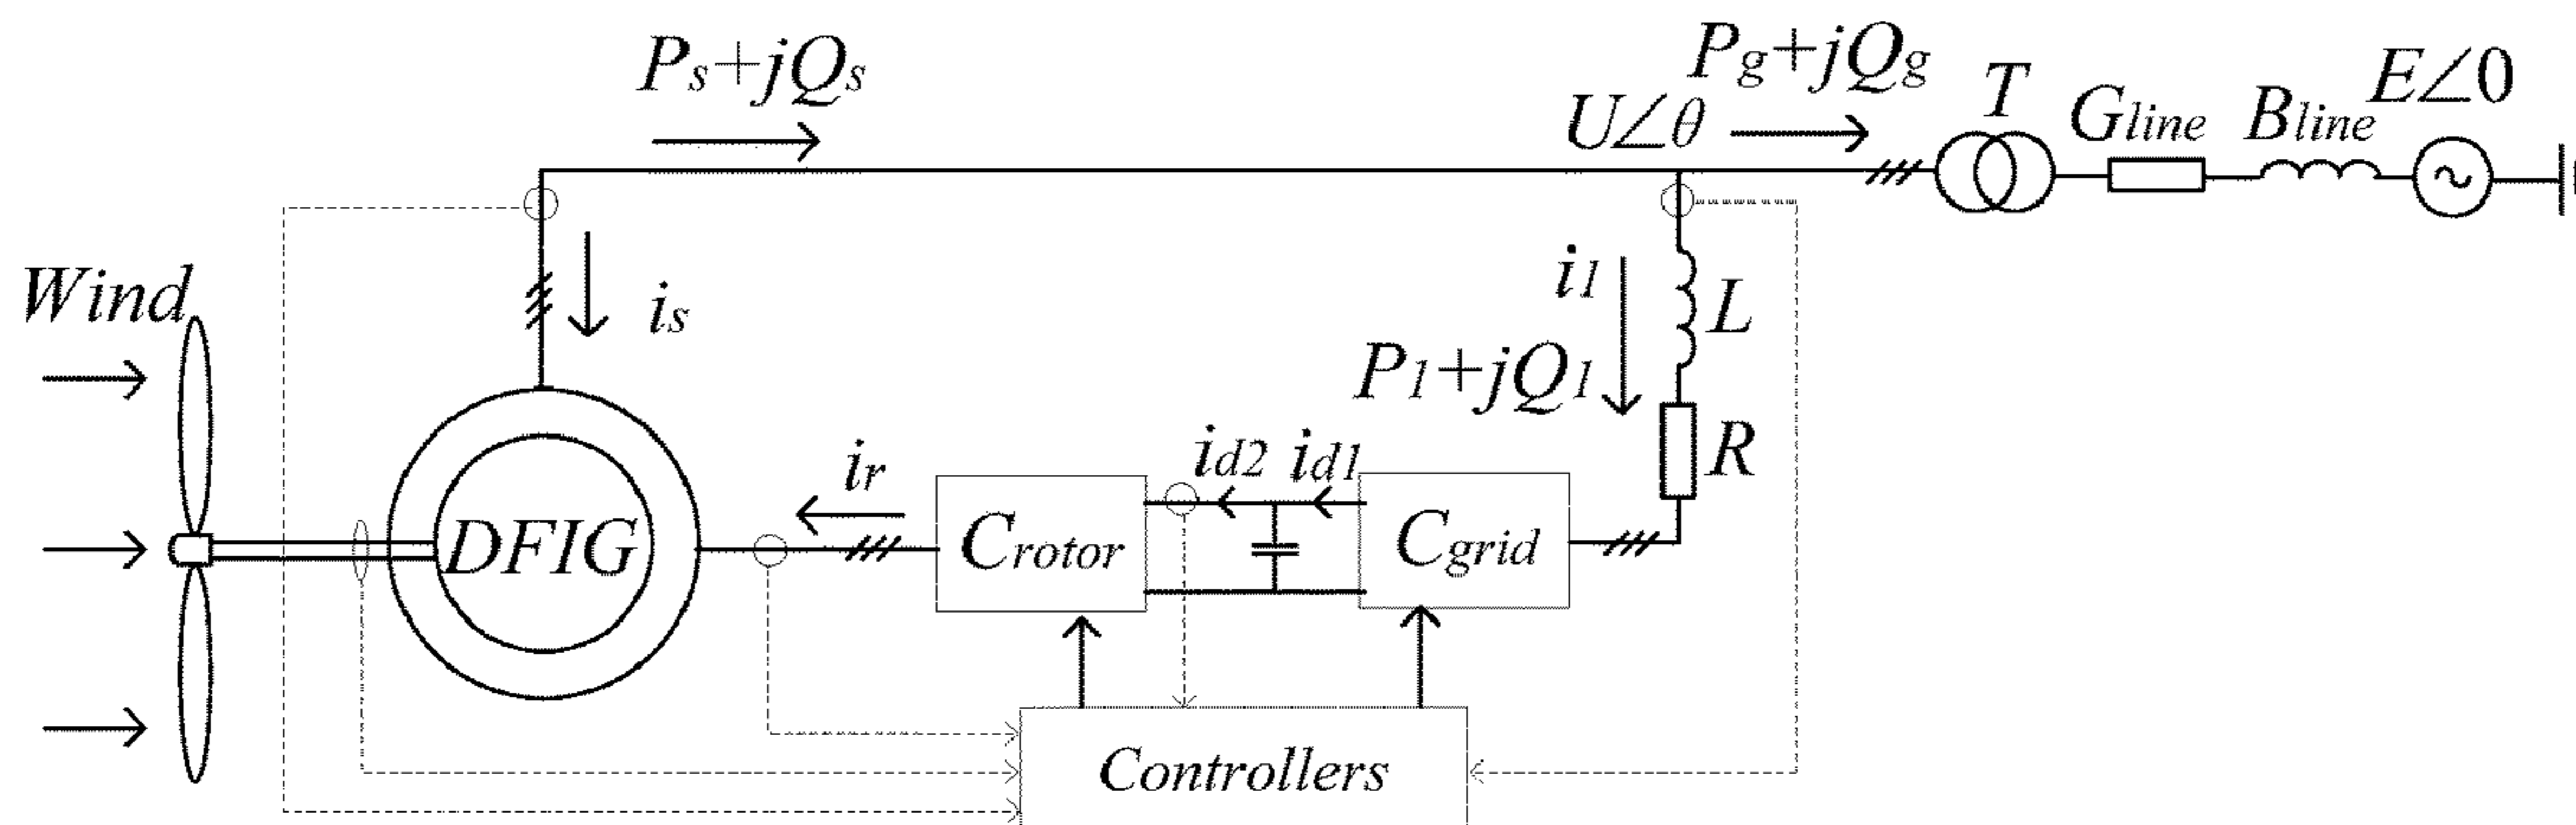 Ps+jQs
Pg+jQg
U∠θ
T
Gline
Bline
E∠0
Wind
is
i1
L
P1+jQ1
R
ir
id2
id1
DFIG
Crotor
Cgrid
Controllers